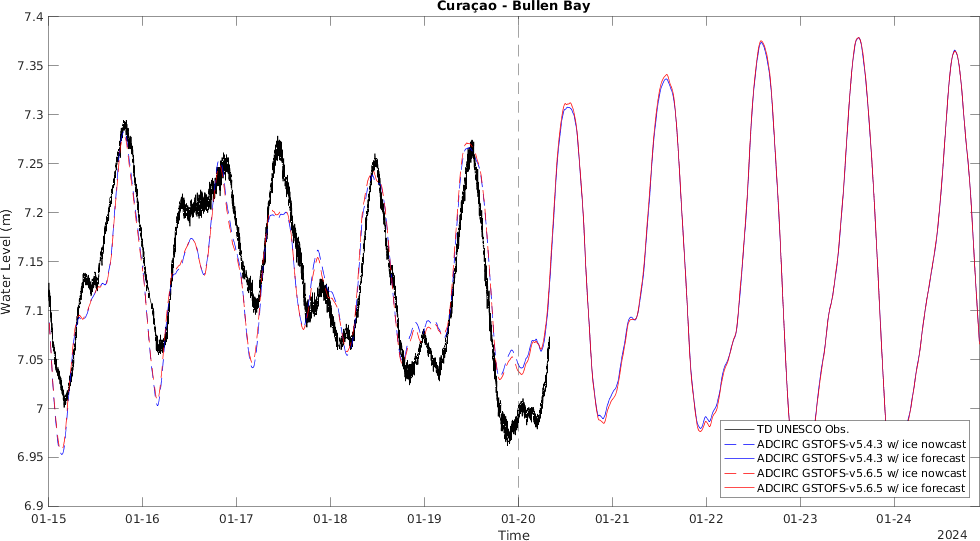 Curaçao - Bullen Bay
7.4
7.35
7.3
7.25
7.2
7.15
7.1
7.05
7
6.95
6.9
Water Level (m)
01-15 01-16 01-17 01-18 01-19 01-20 01-21 01-22 01-23 01-24
Time
2024
TD UNESCO Obs.
ADCIRC GSTOFS-v5.4.3 w/ ice nowcast
ADCIRC GSTOFS-v5.4.3 w/ ice forecast
ADCIRC GSTOFS-v5.6.5 w/ ice nowcast
ADCIRC GSTOFS-v5.6.5 w/ ice forecast